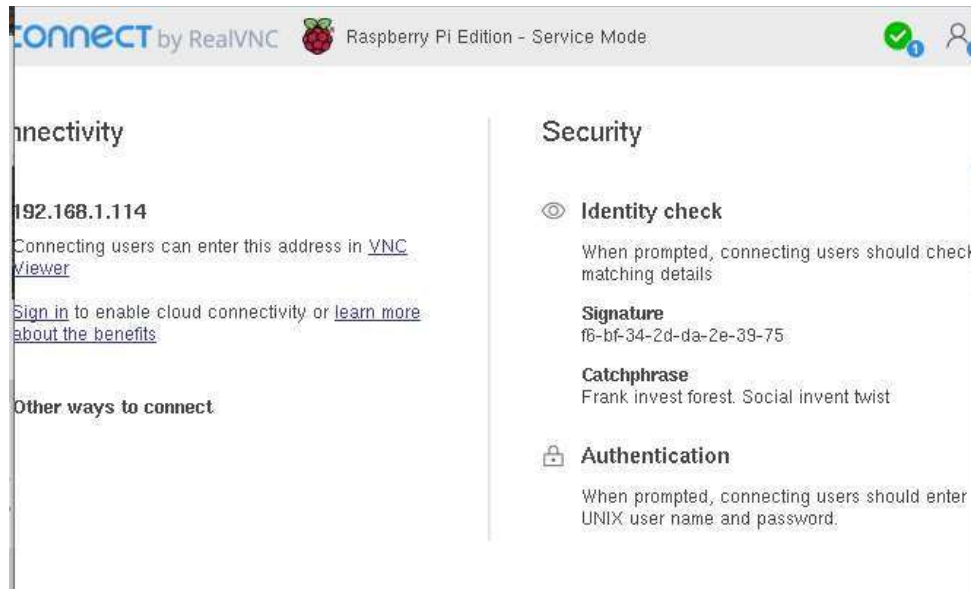 connect by RealVNC Raspberry Pi Edition - Service Mode
1
nnectivity
192.168.1.114
Connecting users can enter this address in VNC
Viewer
Sign in to enable cloud connectivity or learn more
about the benefits
Other ways to connect
Security
Identity check
When prompted, connecting users should check
matching details
Signature
f6-bf-34-2d-da-2e-39-75
Catchphrase
Frank invest forest. Social invent twist
Authentication
When prompted, connecting users should enter
UNIX user name and password.